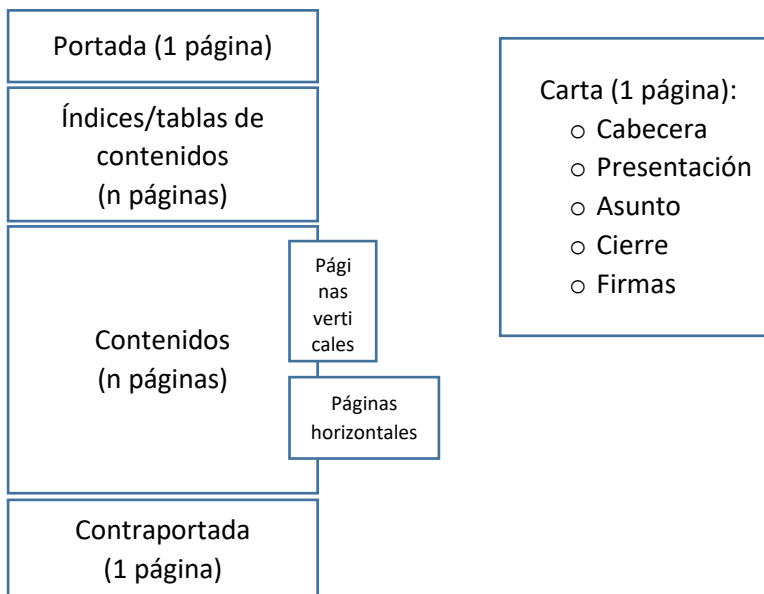 Portada (1 página)
Índices/tablas de
contenidos
(n páginas)
Contenidos
(n páginas)
Pági
nas
verti
cales
Páginas
horizontales
Contraportada
(1 página)
Carta (1 página):
o Cabecera
o Presentación
o Asunto
o Cierre
o Firmas